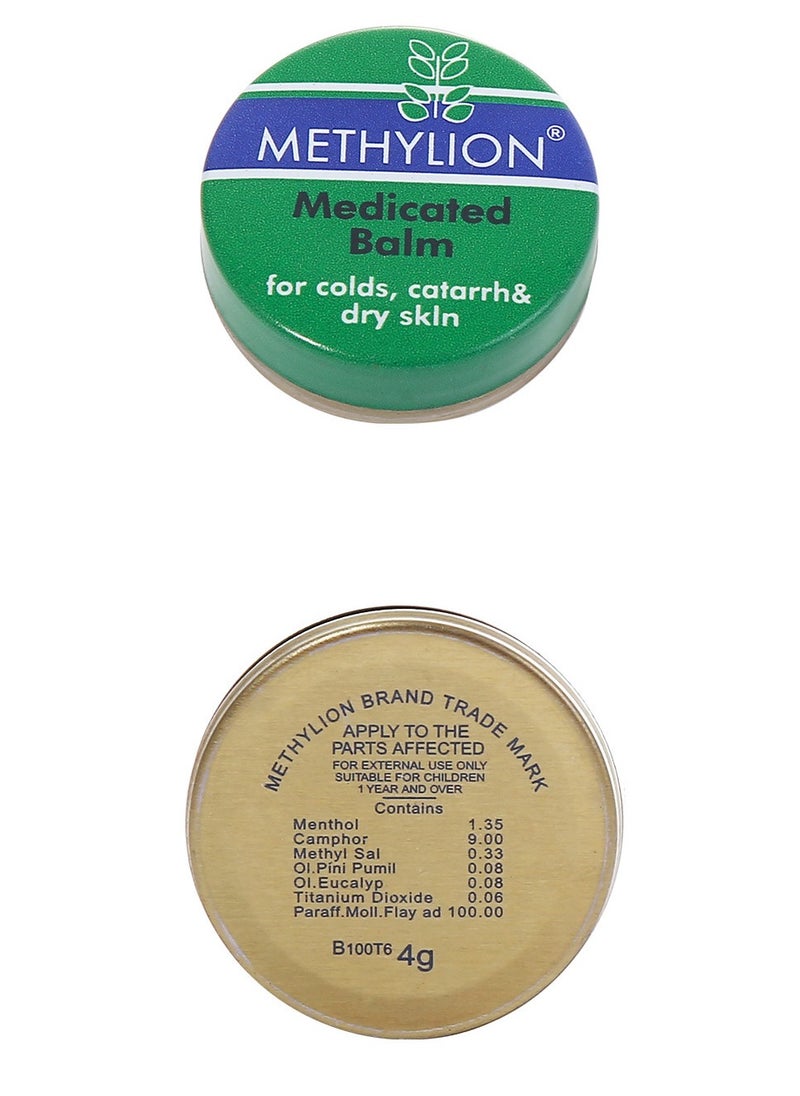 METHYLION®
Medicated
Balm
for colds, catarrh&
dry skIn
METHYLION BRAND TRADE MARK
APPLY TO THE
PARTS AFFECTED
FOR EXTERNAL USE ONLY
SUITABLE FOR CHILDREN
1 YEAR AND OVER
Contains
Menthol 1.35
Camphor 9.00
Methyl Sal 0.33
Ol.Pini Pumil 0.08
Ol.Eucalyp 0.08
Titanium Dioxide 0.06
Paraff.Moll.Flay ad 100.00
B100T6 4g